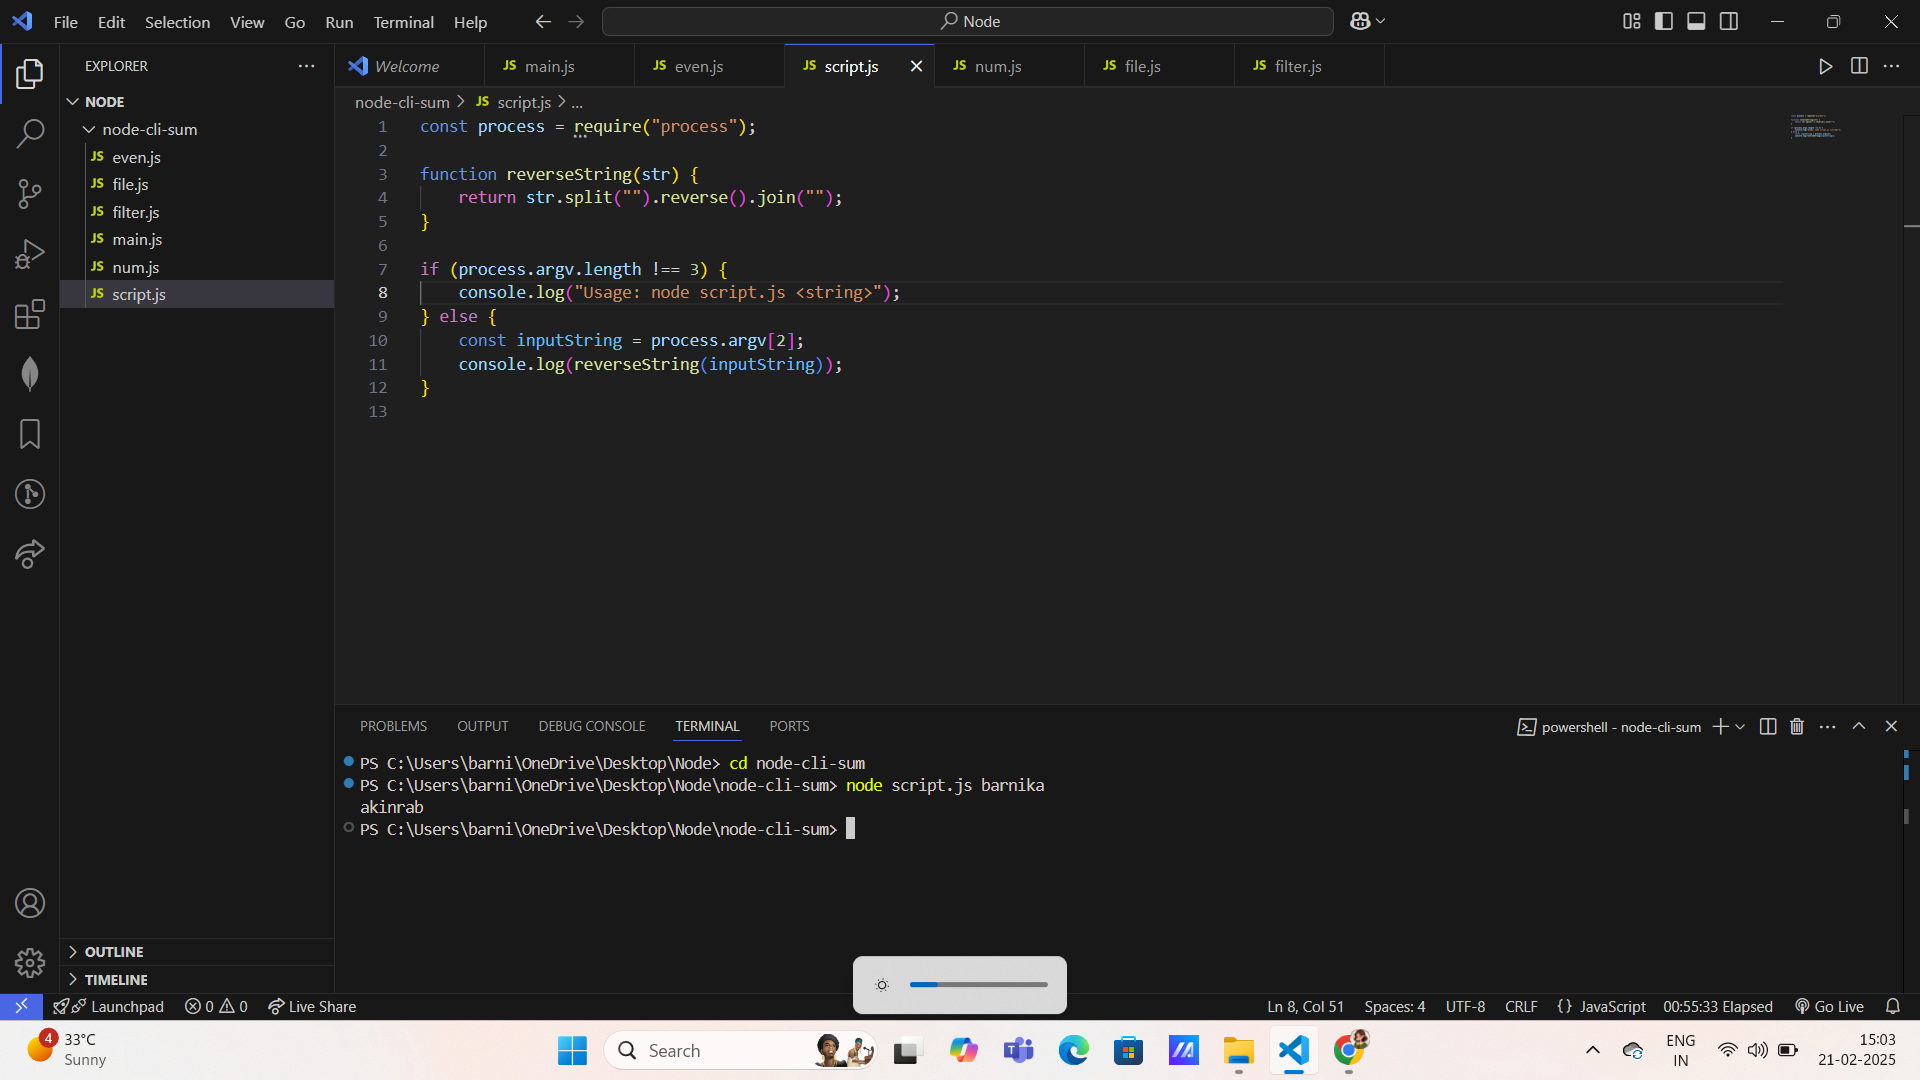 File Edit Selection View Go Run Terminal Help
Node
EXPLORER
NODE
node-cli-sum
JS even.js
JS file.js
JS filter.js
JS main.js
JS num.js
JS script.js
OUTLINE
TIMELINE
Welcome
JS main.js
JS even.js
JS script.js
JS num.js
JS file.js
JS filter.js
node-cli-sum > JS script.js > ...
1 const process = require("process");
2
3 function reverseString(str) {
4 return str.split("").reverse().join("");
5 }
6
7 if (process.argv.length !== 3) {
8 console.log("Usage: node script.js <string>");
9 } else {
10 const inputString = process.argv[2];
11 console.log(reverseString(inputString));
12 }
13
PROBLEMS OUTPUT DEBUG CONSOLE TERMINAL PORTS
powershell - node-cli-sum
PS C:\Users\barni\OneDrive\Desktop\Node> cd node-cli-sum
PS C:\Users\barni\OneDrive\Desktop\Node\node-cli-sum> node script.js barnika
akinrab
PS C:\Users\barni\OneDrive\Desktop\Node\node-cli-sum>
Launchpad 0 0 Live Share
Ln 8, Col 51 Spaces: 4 UTF-8 CRLF {} JavaScript 00:55:33 Elapsed Go Live
4
33°C
Sunny
Search
ENG
IN
15:03
21-02-2025